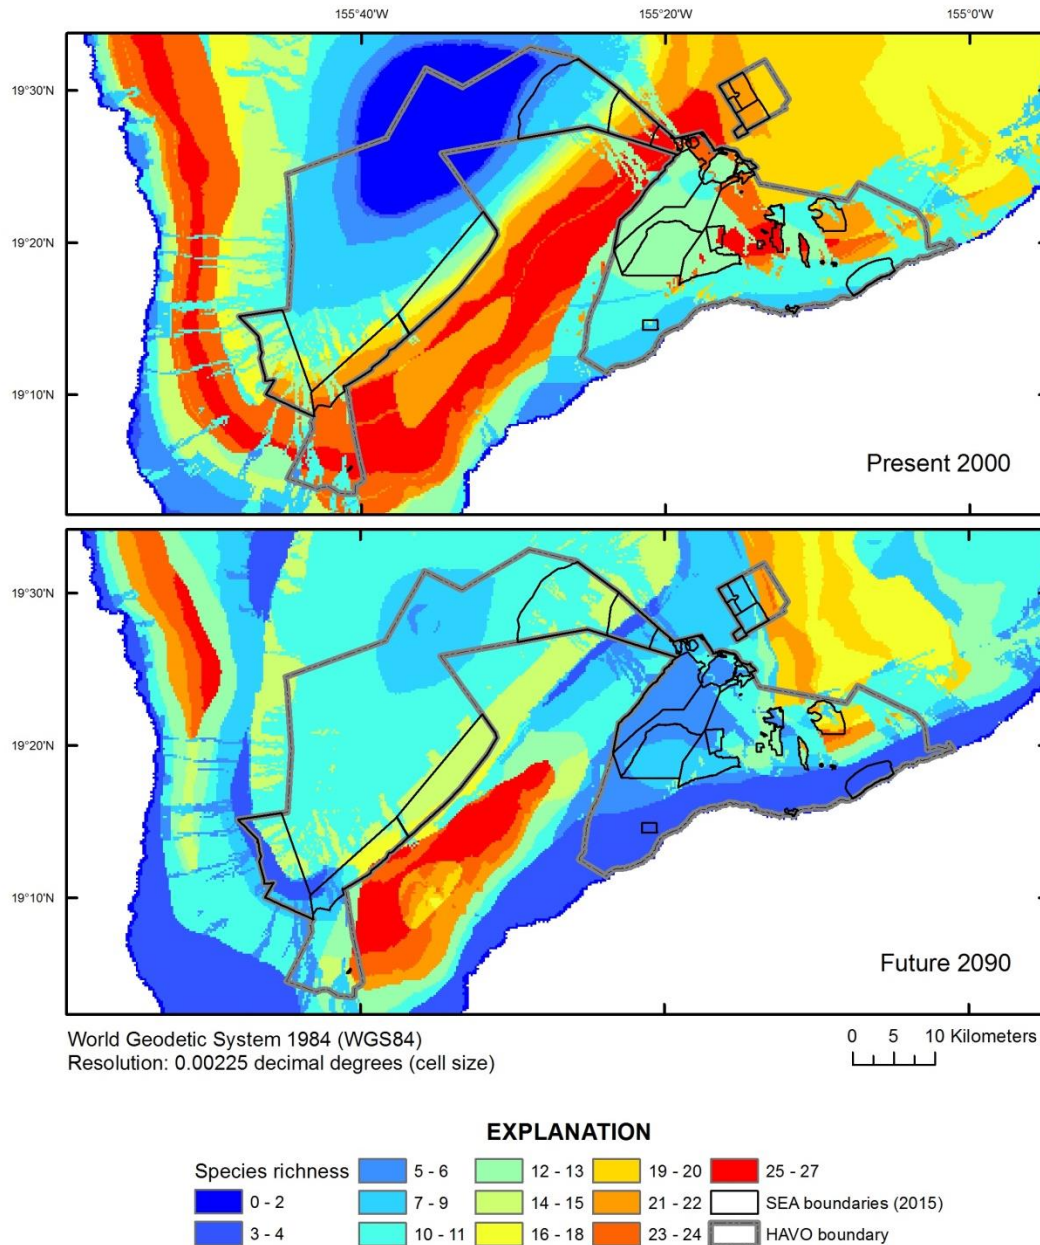 155°40'W 155°20'W 155°0'W
19°30'N
19°20'N
19°10'N
Present 2000
19°30'N
19°20'N
19°10'N
Future 2090
World Geodetic System 1984 (WGS84)
Resolution: 0.00225 decimal degrees (cell size)
0 5 10 Kilometers
EXPLANATION
Species richness 5 - 6 12 - 13 19 - 20 25 - 27
0 - 2 7 - 9 14 - 15 21 - 22 SEA boundaries (2015)
3 - 4 10 - 11 16 - 18 23 - 24 HAVO boundary